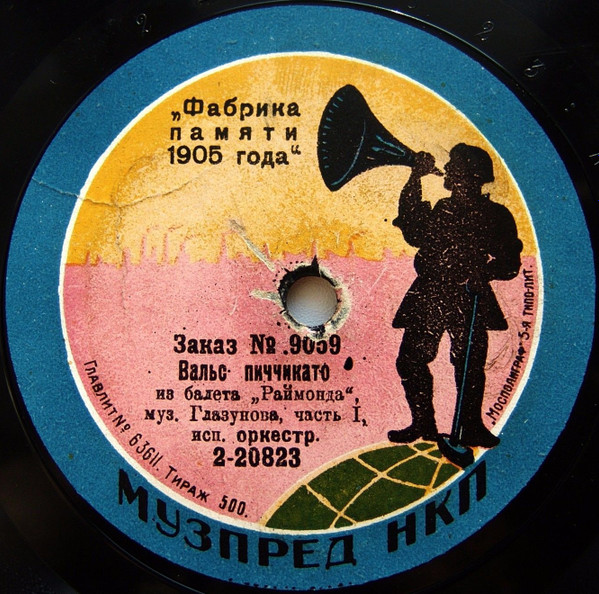 „Фабрика
памяти
1905 года“
Заказ № 9059
Вальс пиччикато
из балета „Раймонда“,
муз. Глазунова, часть I,
исп. оркестр.
2-20823
Главлит № 63611. Тираж 500.
„Мосполиграф“ 5-я типо-лит.
МУЗПРЕД НКП